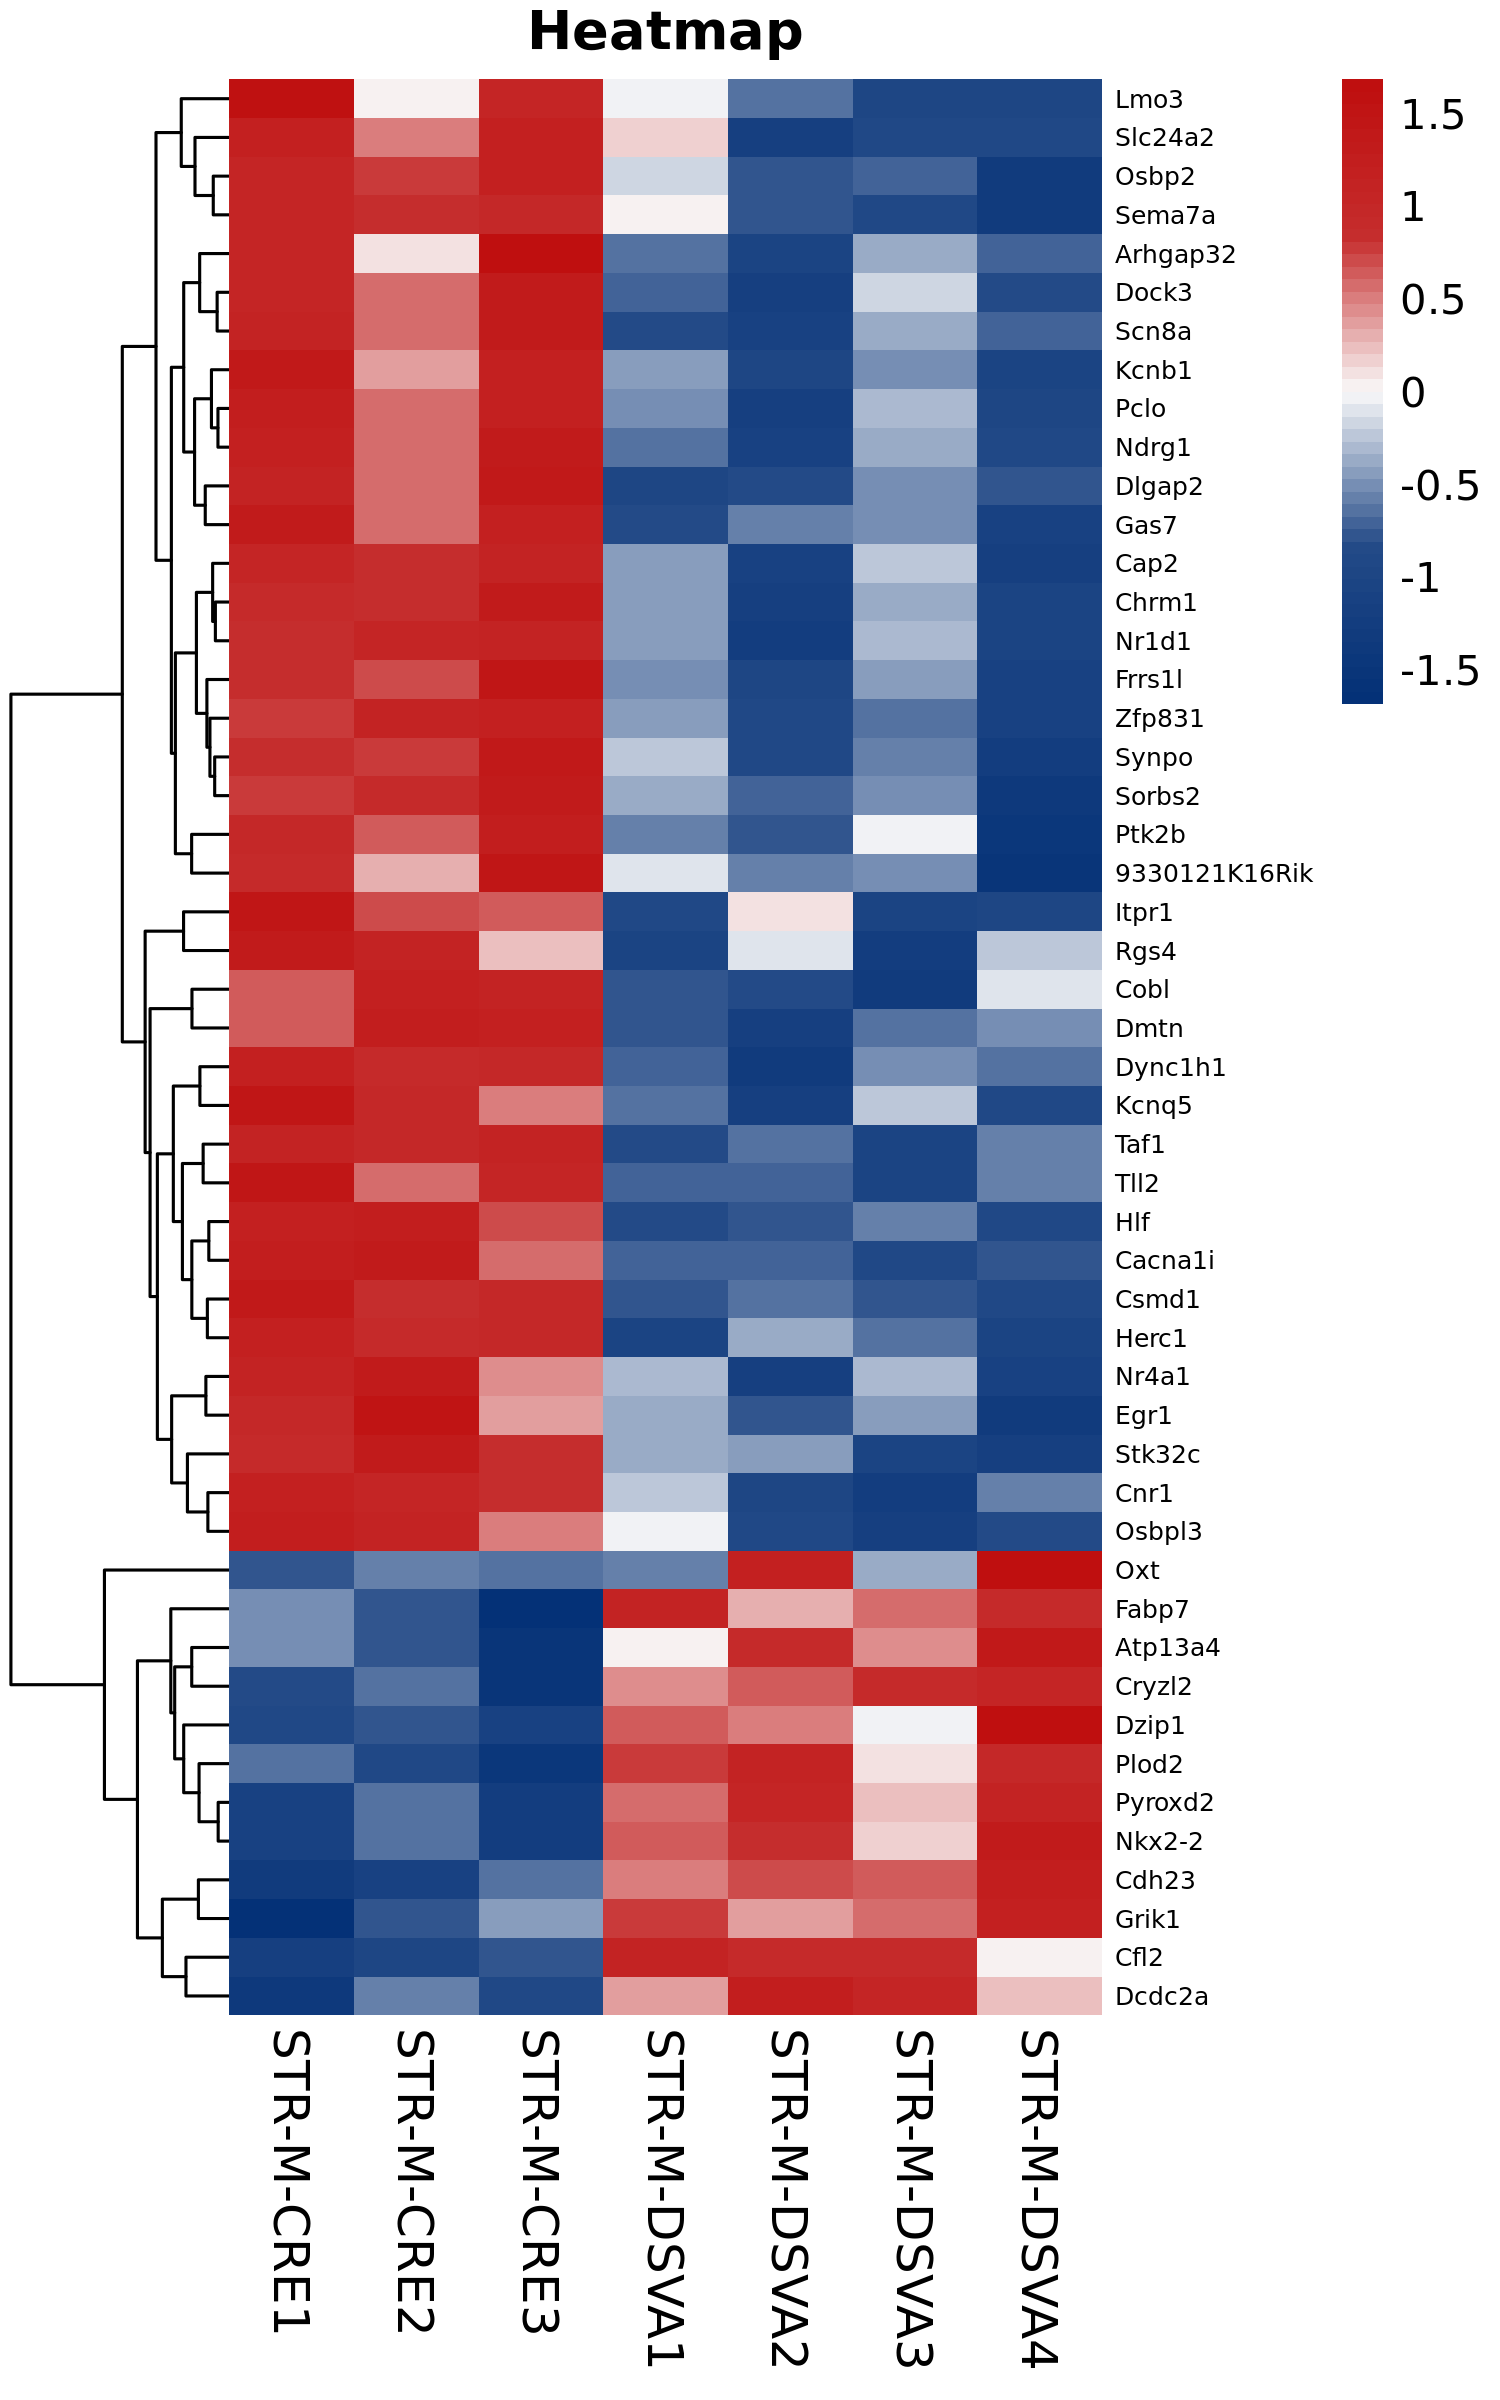 Heatmap
Lmo3
Slc24a2
Osbp2
Sema7a
Arhgap32
Dock3
Scn8a
Kcnb1
Pclo
Ndrg1
Dlgap2
Gas7
Cap2
Chrm1
Nr1d1
Frrs1l
Zfp831
Synpo
Sorbs2
Ptk2b
9330121K16Rik
Itpr1
Rgs4
Cobl
Dmtn
Dync1h1
Kcnq5
Taf1
Tll2
Hlf
Cacna1i
Csmd1
Herc1
Nr4a1
Egr1
Stk32c
Cnr1
Osbpl3
Oxt
Fabp7
Atp13a4
Cryzl2
Dzip1
Plod2
Pyroxd2
Nkx2-2
Cdh23
Grik1
Cfl2
Dcdc2a
1.5
1
0.5
0
-0.5
-1
-1.5
STR-M-CRE1
STR-M-CRE2
STR-M-CRE3
STR-M-DSVA1
STR-M-DSVA2
STR-M-DSVA3
STR-M-DSVA4